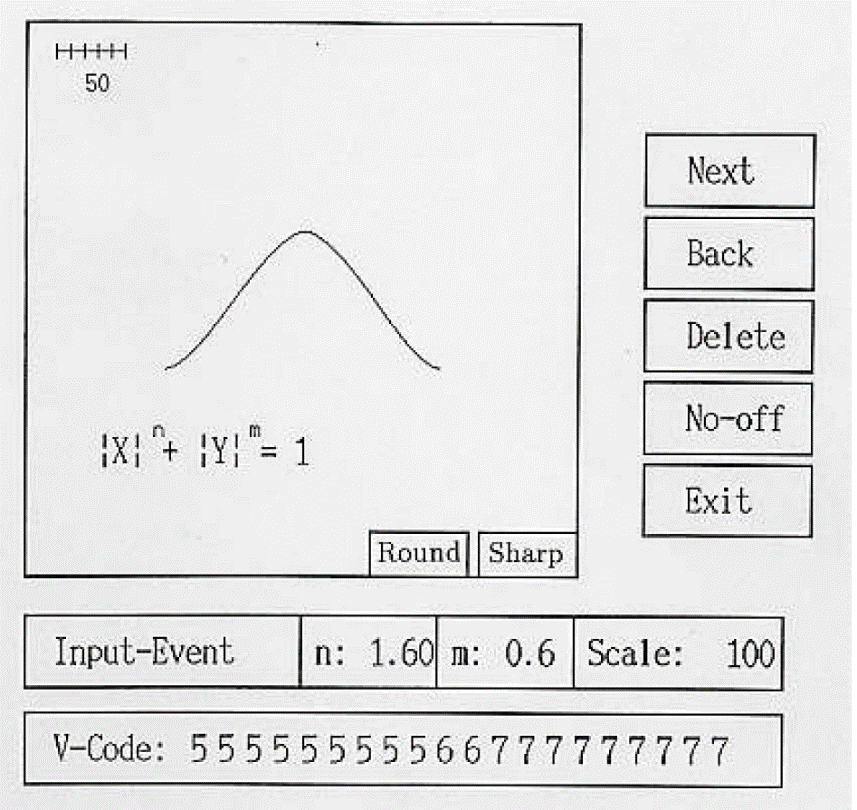 50
Next
Back
Delete
No-off
Exit
¦X¦ⁿ+ ¦Y¦ᵐ= 1
Round Sharp
Input-Event n: 1.60 m: 0.6 Scale: 100
V-Code: 55555555566777777777